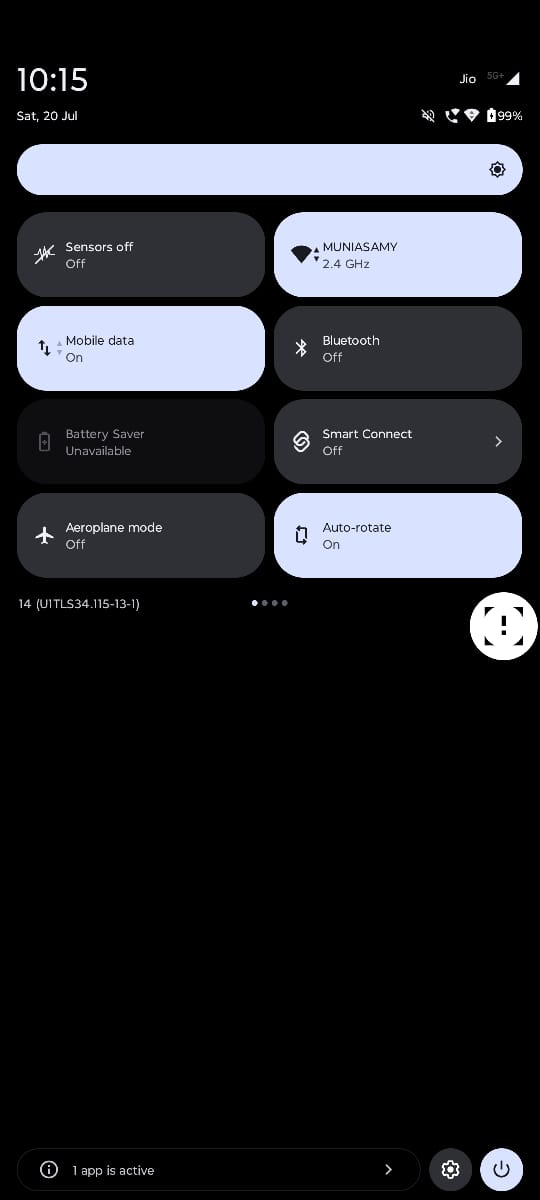 10:15
Jio 5G+
Sat, 20 Jul
99%
Sensors off
Off
MUNIASAMY
2.4 GHz
Mobile data
On
Bluetooth
Off
Battery Saver
Unavailable
Smart Connect
Off
Aeroplane mode
Off
Auto-rotate
On
14 (U1TLS34.115-13-1)
1 app is active